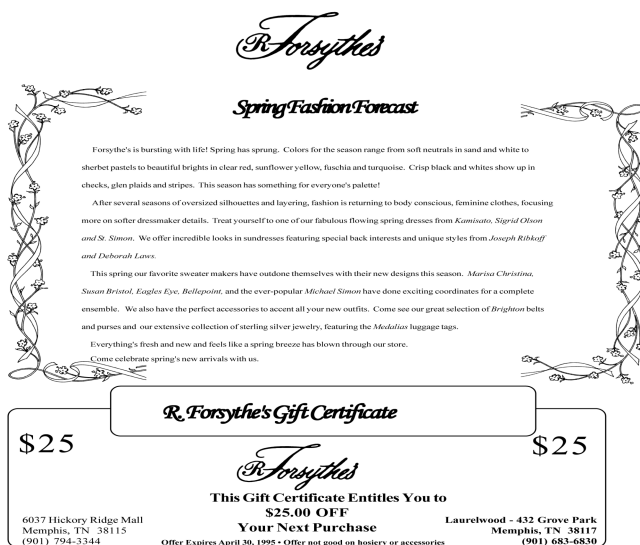 R Forsythe's
Spring Fashion Forecast
Forsythe's is bursting with life! Spring has sprung. Colors for the season range from soft neutrals in sand and white to
sherbet pastels to beautiful brights in clear red, sunflower yellow, fuschia and turquoise. Crisp black and whites show up in
checks, glen plaids and stripes. This season has something for everyone's palette!
After several seasons of oversized silhouettes and layering, fashion is returning to body conscious, feminine clothes, focusing
more on softer dressmaker details. Treat yourself to one of our fabulous flowing spring dresses from Kamisato, Sigrid Olson
and St. Simon. We offer incredible looks in sundresses featuring special back interests and unique styles from Joseph Ribkoff
and Deborah Laws.
This spring our favorite sweater makers have outdone themselves with their new designs this season. Marisa Christina,
Susan Bristol, Eagles Eye, Bellepoint, and the ever-popular Michael Simon have done exciting coordinates for a complete
ensemble. We also have the perfect accessories to accent all your new outfits. Come see our great selection of Brighton belts
and purses and our extensive collection of sterling silver jewelry, featuring the Medalias luggage tags.
Everything's fresh and new and feels like a spring breeze has blown through our store.
Come celebrate spring's new arrivals with us.
R. Forsythe's Gift Certificate
$25
$25
R Forsythe's
This Gift Certificate Entitles You to
$25.00 OFF
Your Next Purchase
6037 Hickory Ridge Mall
Memphis, TN 38115
(901) 794-3344
Laurelwood - 432 Grove Park
Memphis, TN 38117
(901) 683-6830
Offer Expires April 30, 1995 • Offer not good on hosiery or accessories